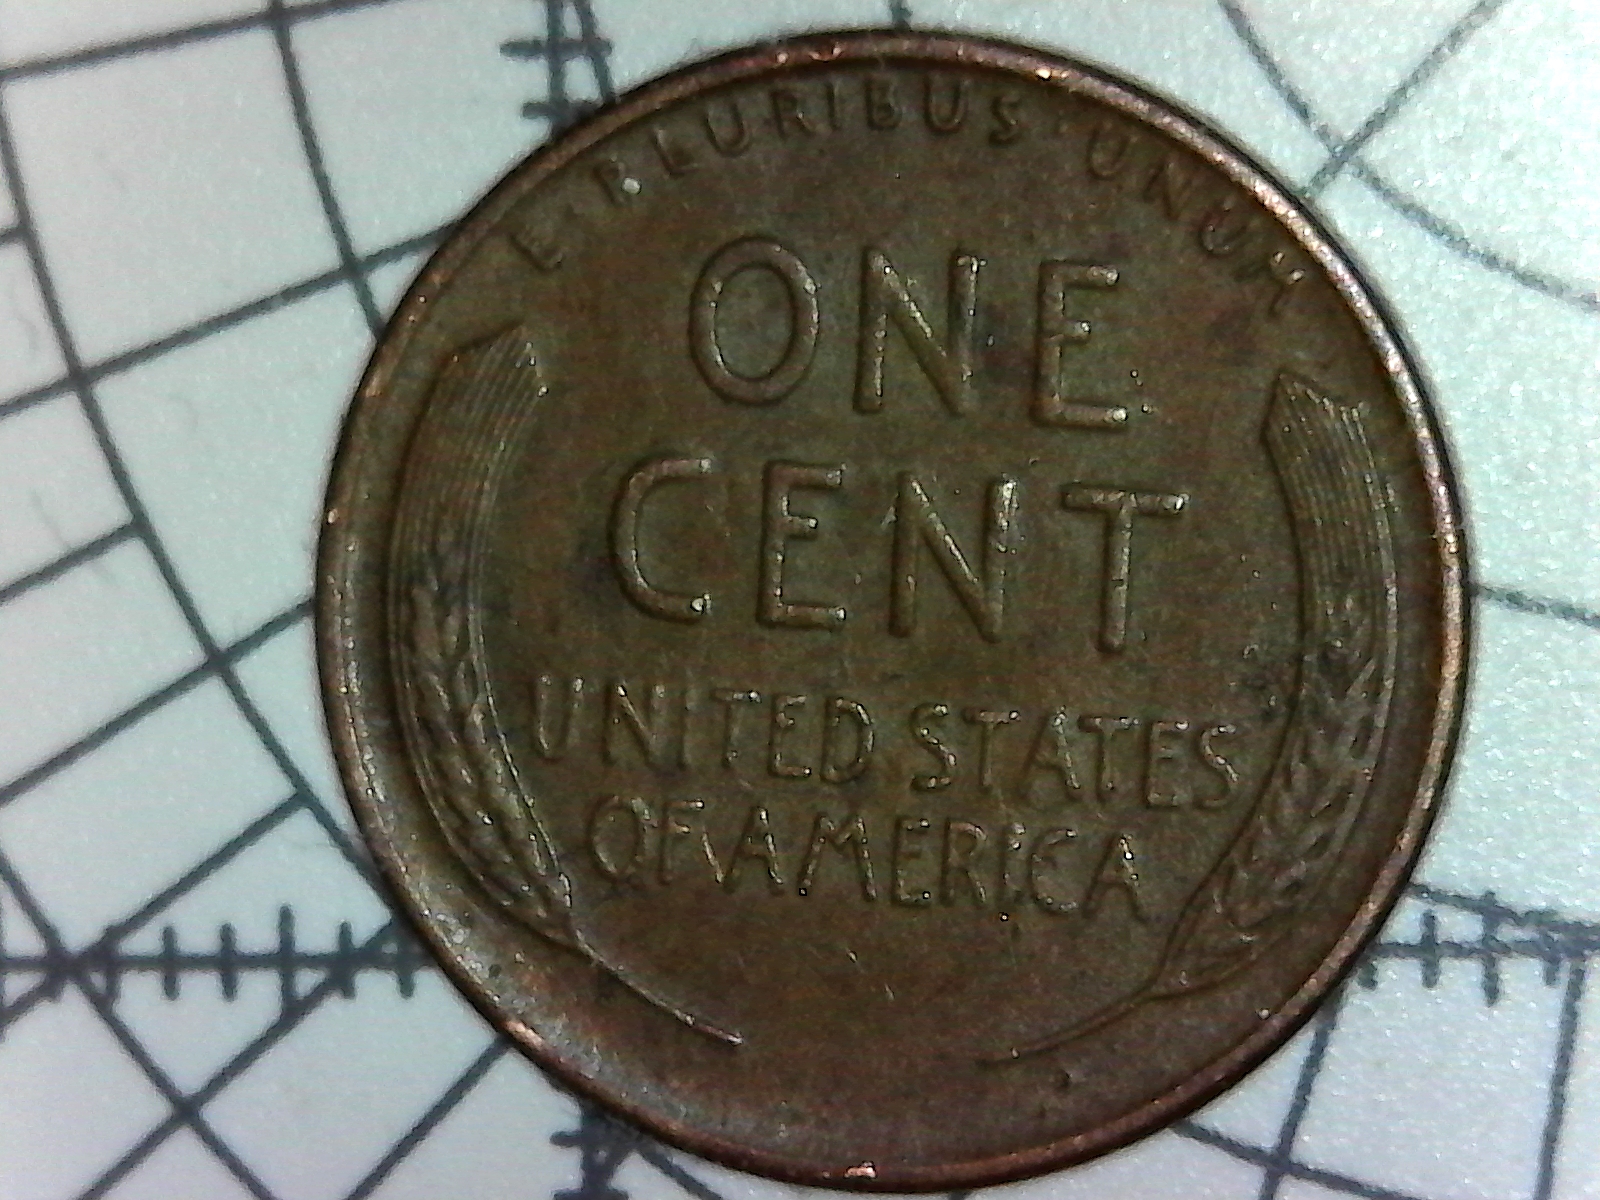 E·PLURIBUS·UNUM
ONE
CENT
UNITED STATES
OF AMERICA